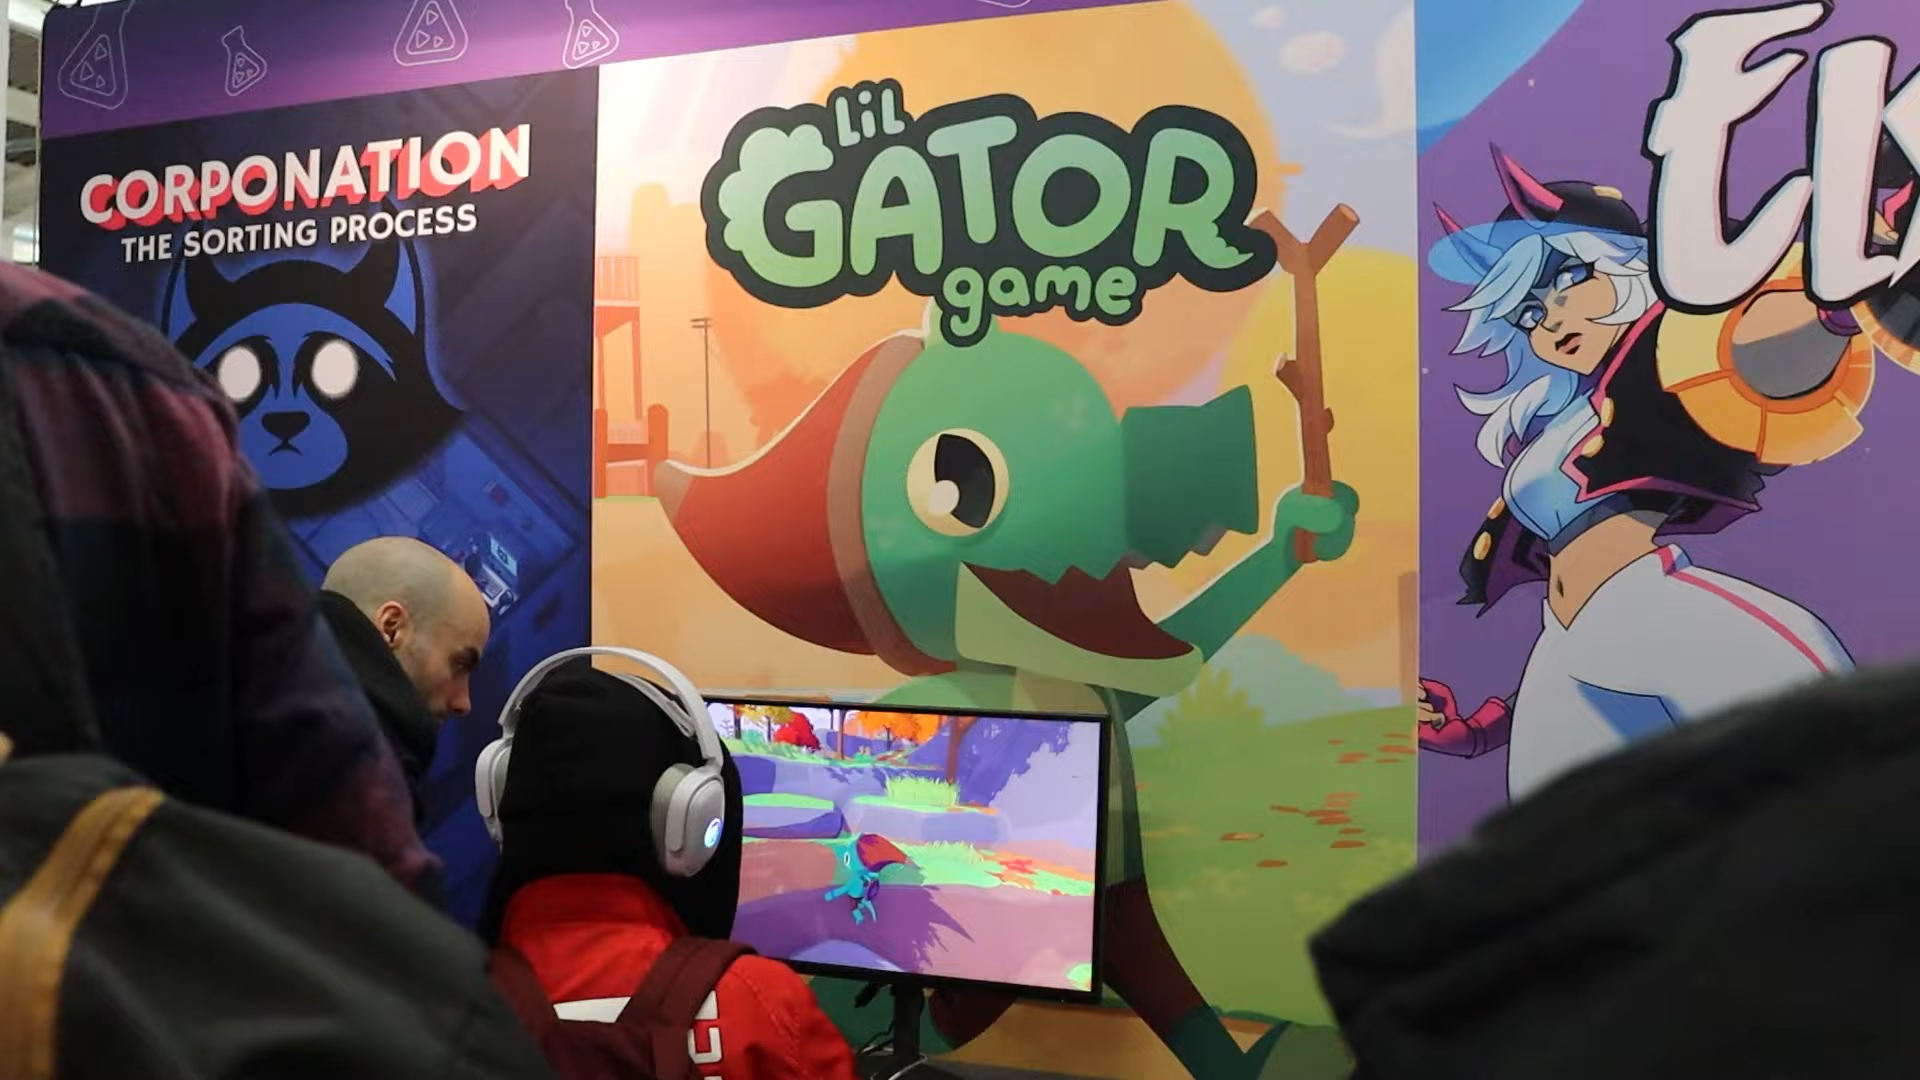 CORPONATION
THE SORTING PROCESS
lil
GATOR
game